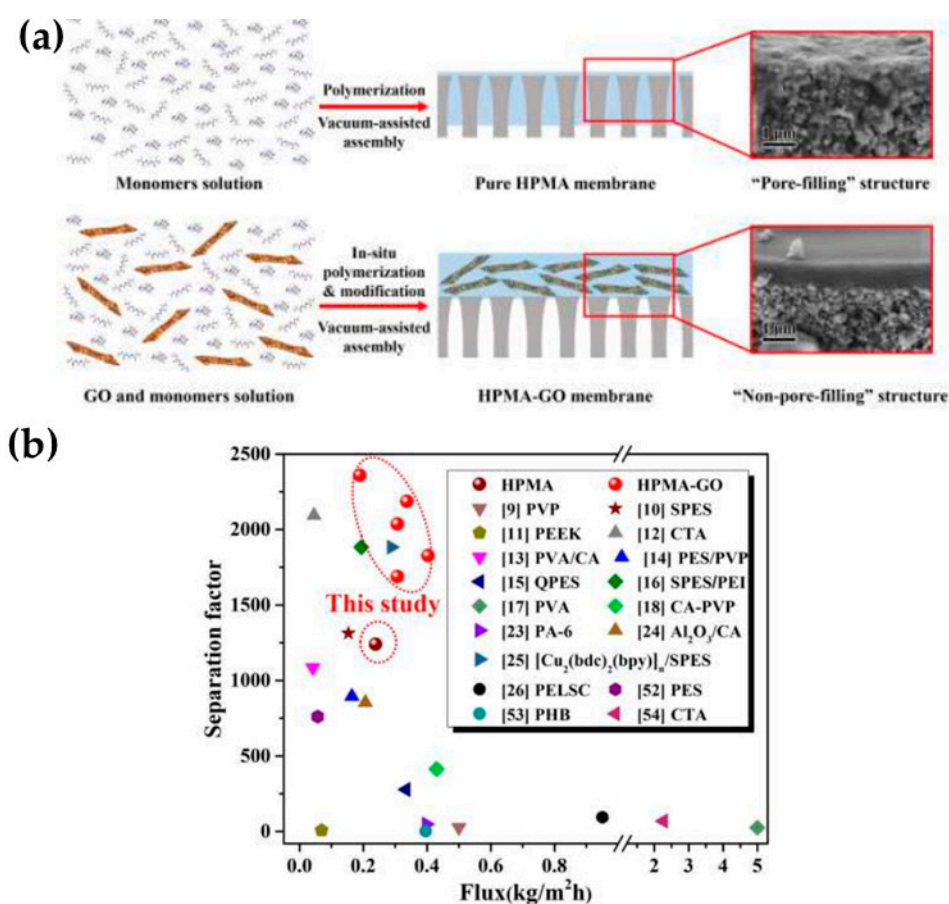 (a)
Polymerization
Vacuum-assisted
assembly
1 μm
Monomers solution
Pure HPMA membrane
“Pore-filling” structure
In-situ
polymerization
& modification
Vacuum-assisted
assembly
1 μm
GO and monomers solution
HPMA-GO membrane
“Non-pore-filling” structure
(b)
Separation factor
2500
2000
1500
1000
500
0
This study
HPMA
HPMA-GO
[9] PVP
[10] SPES
[11] PEEK
[12] CTA
[13] PVA/CA
[14] PES/PVP
[15] QPES
[16] SPES/PEI
[17] PVA
[18] CA-PVP
[23] PA-6
[24] Al₂O₃/CA
[25] [Cu₂(bdc)₂(bpy)]ₙ/SPES
[26] PELSC
[52] PES
[53] PHB
[54] CTA
0.0 0.2 0.4 0.6 0.8 2 3 4 5
Flux(kg/m²h)